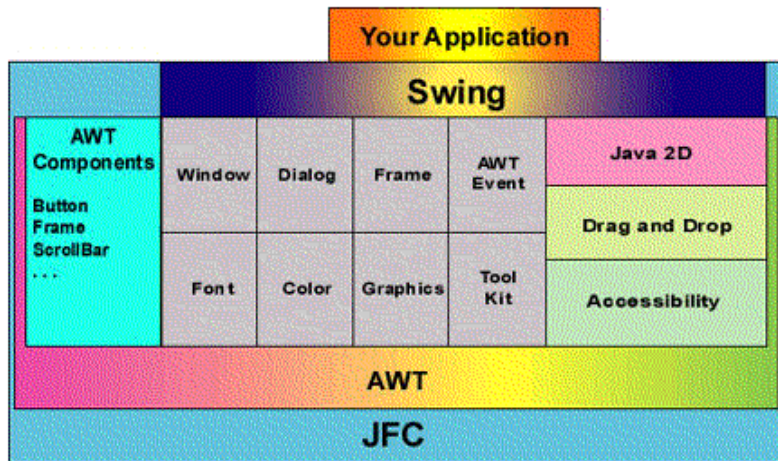 Your Application
Swing
AWT
Components
Button
Frame
ScrollBar
. . .
Window
Dialog
Frame
AWT
Event
Font
Color
Graphics
Tool
Kit
Java 2D
Drag and Drop
Accessibility
AWT
JFC